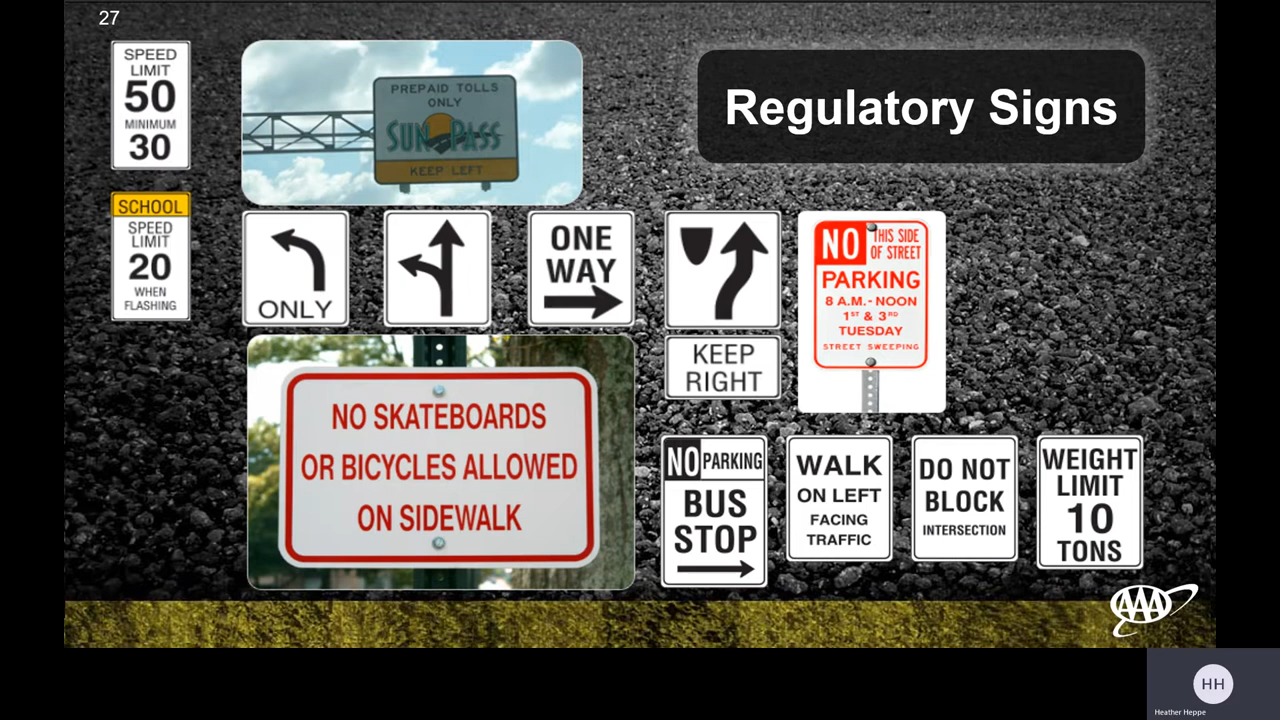 27
Regulatory Signs
SPEED
LIMIT
50
MINIMUM
30
PREPAID TOLLS
ONLY
SUNPASS
KEEP LEFT
SCHOOL
SPEED
LIMIT
20
WHEN
FLASHING
ONLY
ONE
WAY
KEEP
RIGHT
NO THIS SIDE
OF STREET
PARKING
8 A.M.- NOON
1ST & 3RD
TUESDAY
STREET SWEEPING
NO SKATEBOARDS
OR BICYCLES ALLOWED
ON SIDEWALK
NO PARKING
BUS
STOP
WALK
ON LEFT
FACING
TRAFFIC
DO NOT
BLOCK
INTERSECTION
WEIGHT
LIMIT
10
TONS
AAA
HH
Heather Heppe